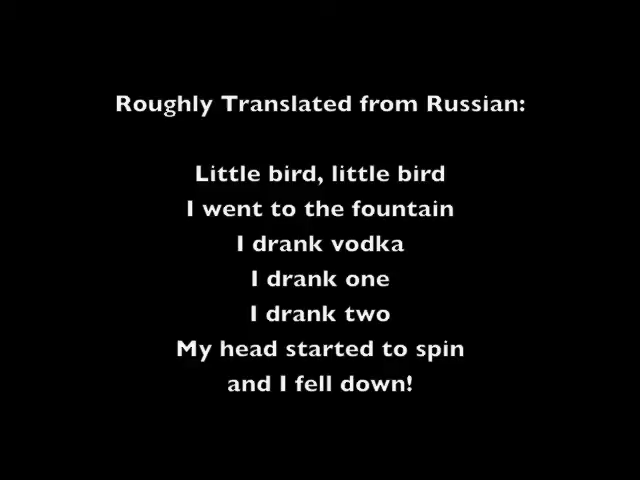 Roughly Translated from Russian:
Little bird, little bird
I went to the fountain
I drank vodka
I drank one
I drank two
My head started to spin
and I fell down!